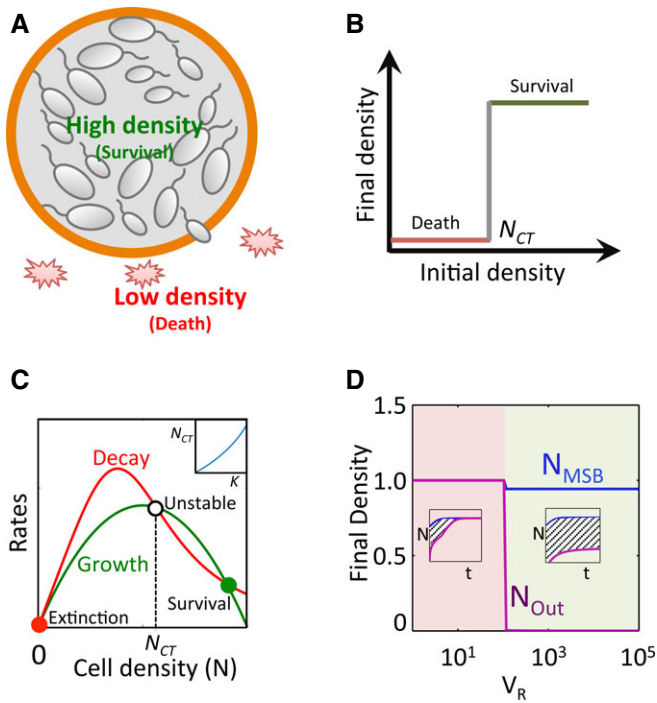 A
High density
(Survival)
Low density
(Death)
B
Final density
Survival
Death
N_CT
Initial density
C
Rates
Decay
N_CT
K
Unstable
Growth
Survival
Extinction
0
N_CT
Cell density (N)
D
Final Density
1.5
1.0
0.5
0
N_MSB
N
t
N
t
N_Out
10^1
10^3
10^5
V_R